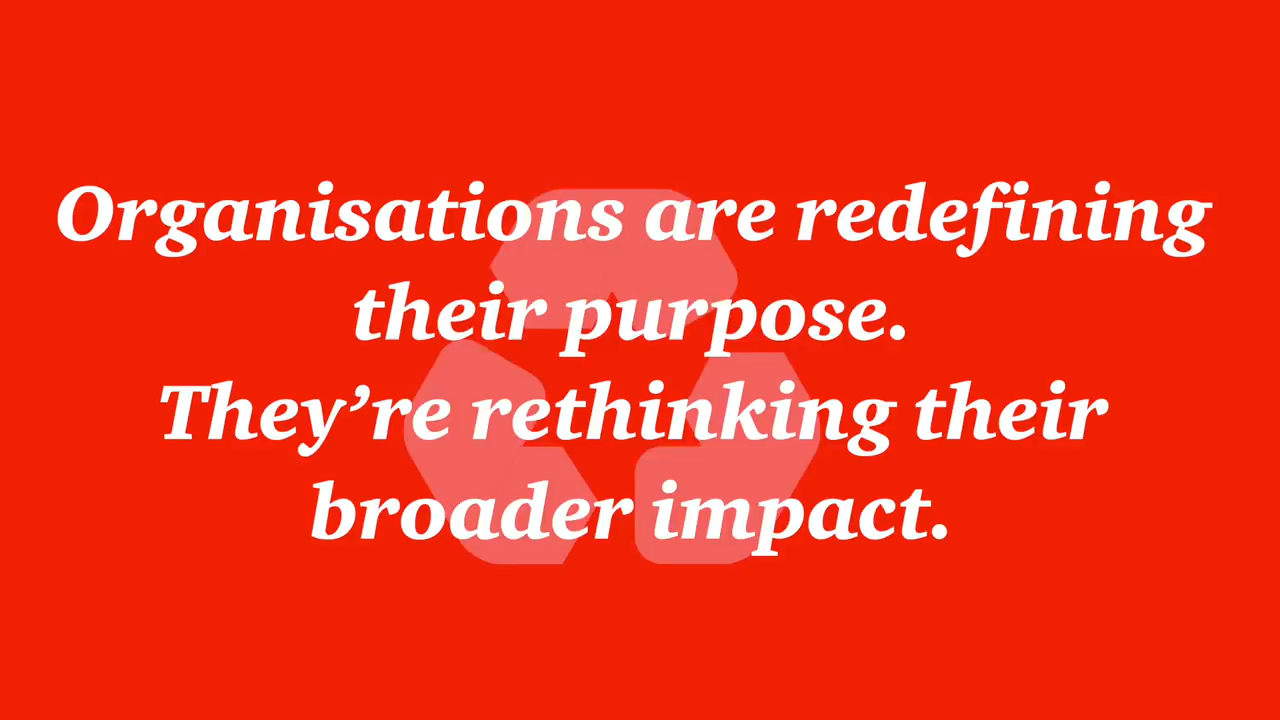 Organisations are redefining
their purpose.
They’re rethinking their
broader impact.